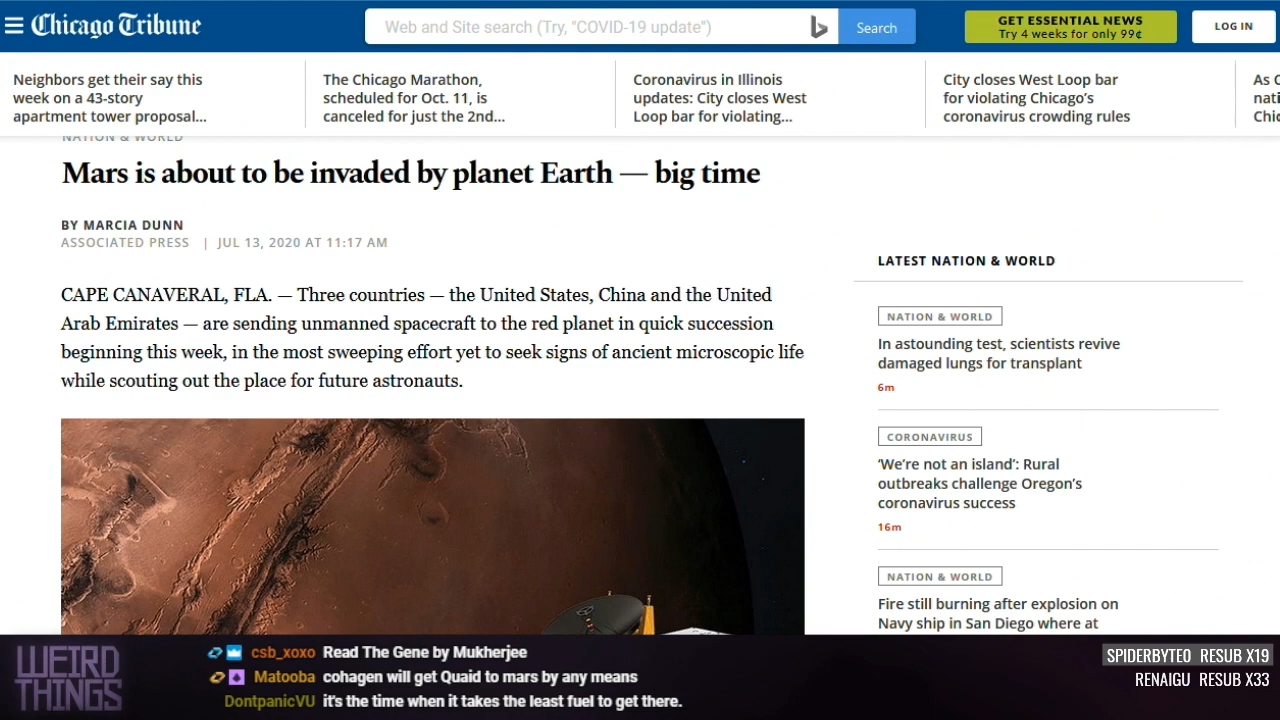 Chicago Tribune
Web and Site search (Try, "COVID-19 update")
Search
GET ESSENTIAL NEWS
Try 4 weeks for only 99¢
LOG IN
Neighbors get their say this
week on a 43-story
apartment tower proposal...
The Chicago Marathon,
scheduled for Oct. 11, is
canceled for just the 2nd...
Coronavirus in Illinois
updates: City closes West
Loop bar for violating...
City closes West Loop bar
for violating Chicago's
coronavirus crowding rules
NATION & WORLD
Mars is about to be invaded by planet Earth — big time
BY MARCIA DUNN
ASSOCIATED PRESS | JUL 13, 2020 AT 11:17 AM
CAPE CANAVERAL, FLA. — Three countries — the United States, China and the United
Arab Emirates — are sending unmanned spacecraft to the red planet in quick succession
beginning this week, in the most sweeping effort yet to seek signs of ancient microscopic life
while scouting out the place for future astronauts.
LATEST NATION & WORLD
NATION & WORLD
In astounding test, scientists revive
damaged lungs for transplant
6m
CORONAVIRUS
'We're not an island': Rural
outbreaks challenge Oregon's
coronavirus success
16m
NATION & WORLD
Fire still burning after explosion on
Navy ship in San Diego where at
WEIRD
THINGS
csb_xoxo Read The Gene by Mukherjee
Matooba cohagen will get Quaid to mars by any means
DontpanicVU it's the time when it takes the least fuel to get there.
SPIDERBYTE0 RESUB X19
RENAIGU RESUB X33